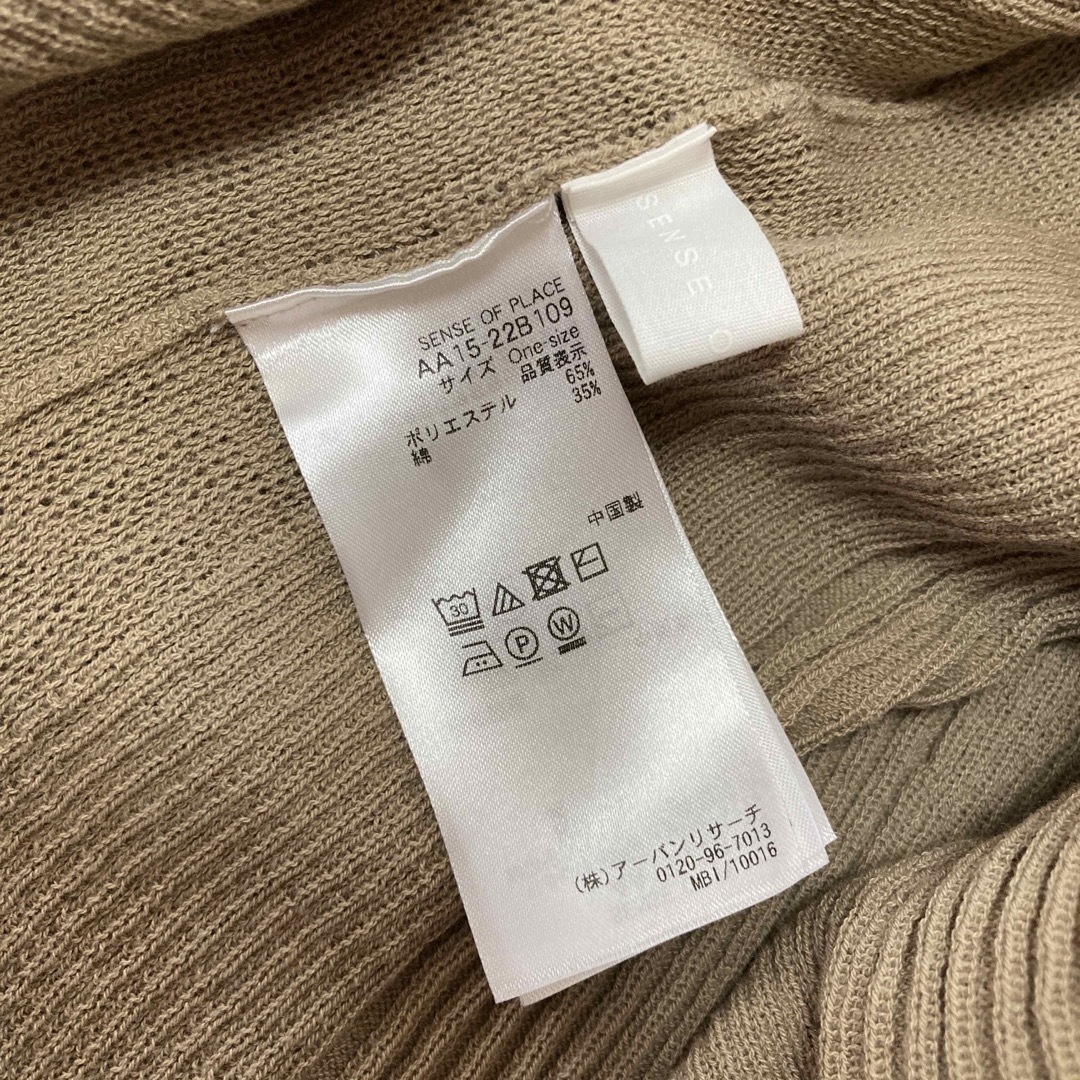 SENSE OF PLACE
AA15-22B109
サイズ One-size
品質表示
ポリエステル 65%
綿 35%
中国製
30
P W
(株)アーバンリサーチ
0120-96-7013
MBI/10016
SENSE O